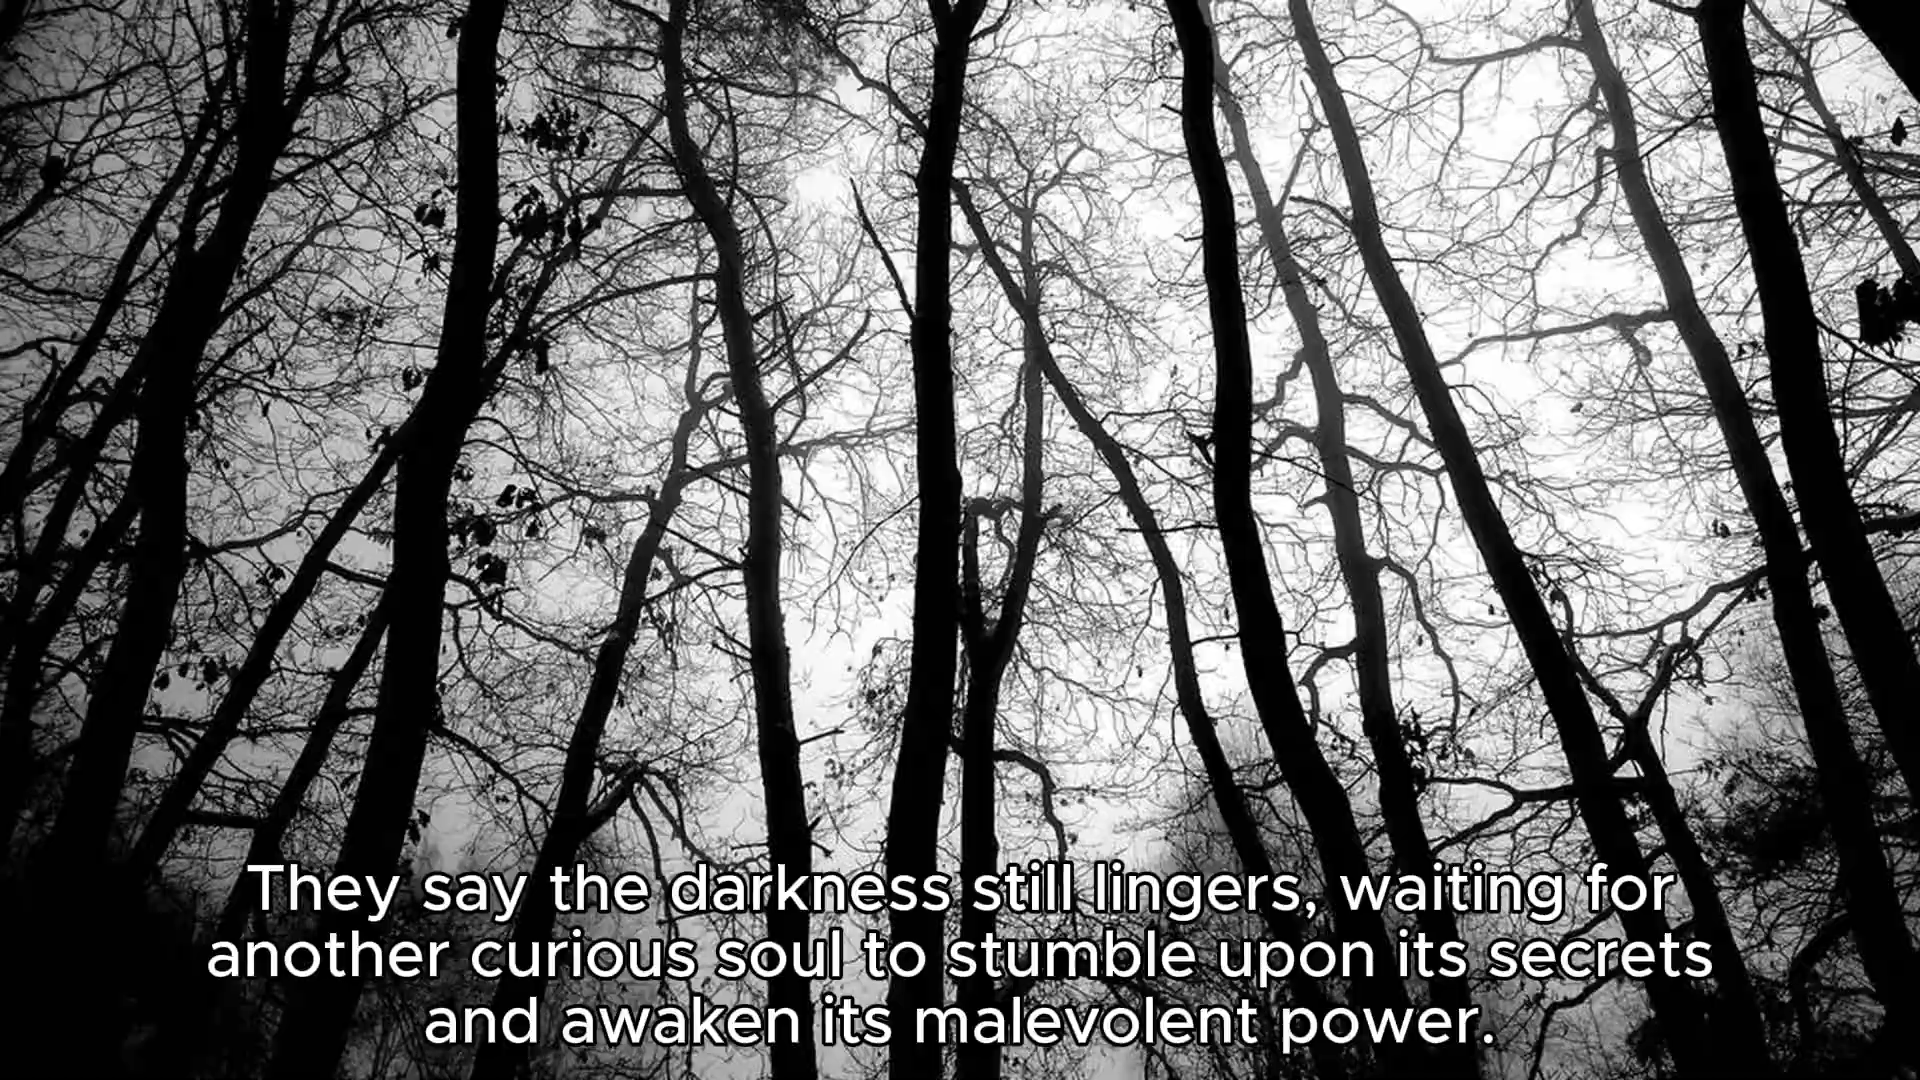 They say the darkness still lingers, waiting for
another curious soul to stumble upon its secrets
and awaken its malevolent power.